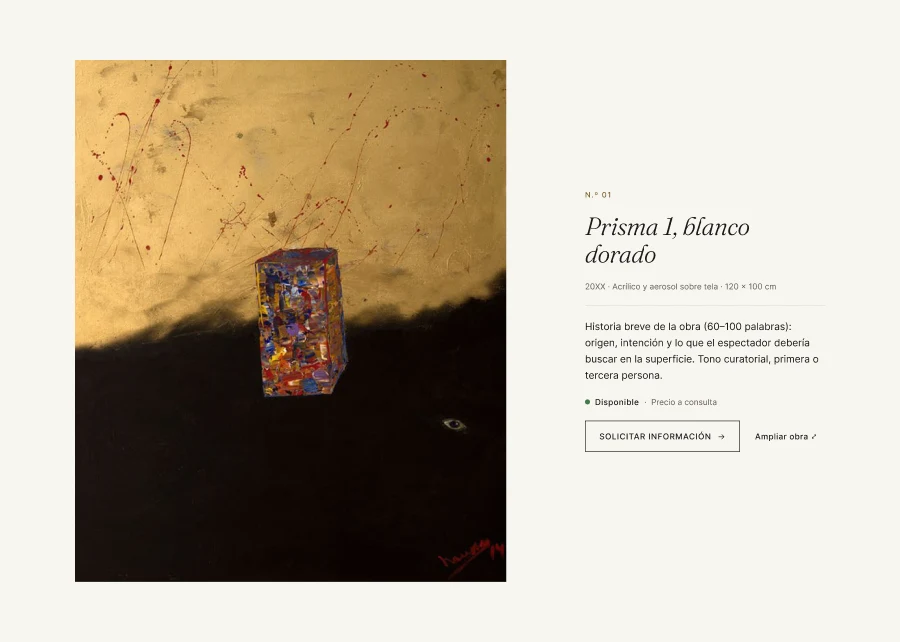 N.º 01
Prisma 1, blanco
dorado
20XX · Acrílico y aerosol sobre tela · 120 × 100 cm
Historia breve de la obra (60–100 palabras):
origen, intención y lo que el espectador debería
buscar en la superficie. Tono curatorial, primera o
tercera persona.
Disponible · Precio a consulta
SOLICITAR INFORMACIÓN →
Ampliar obra ⤢